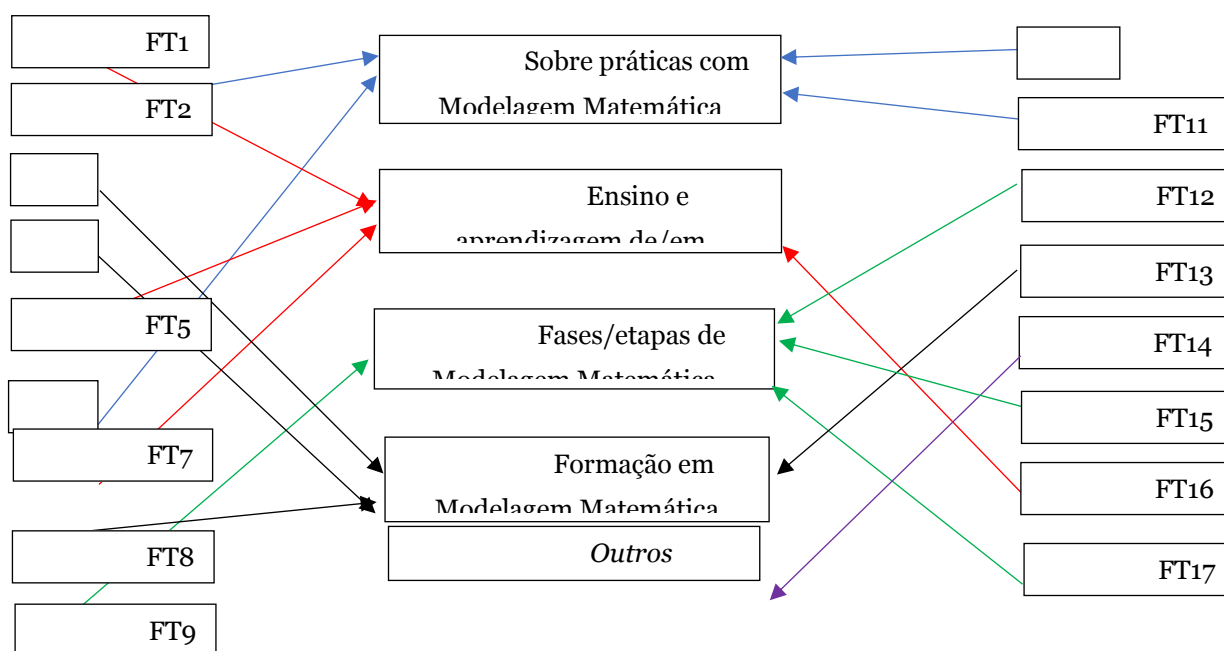 FT1
FT2
FT5
FT7
FT8
FT9
Sobre práticas com
Modelagem Matemática
Ensino e
aprendizagem de/em
Fases/etapas de
Modelagem Matemática
Formação em
Modelagem Matemática
Outros
FT11
FT12
FT13
FT14
FT15
FT16
FT17